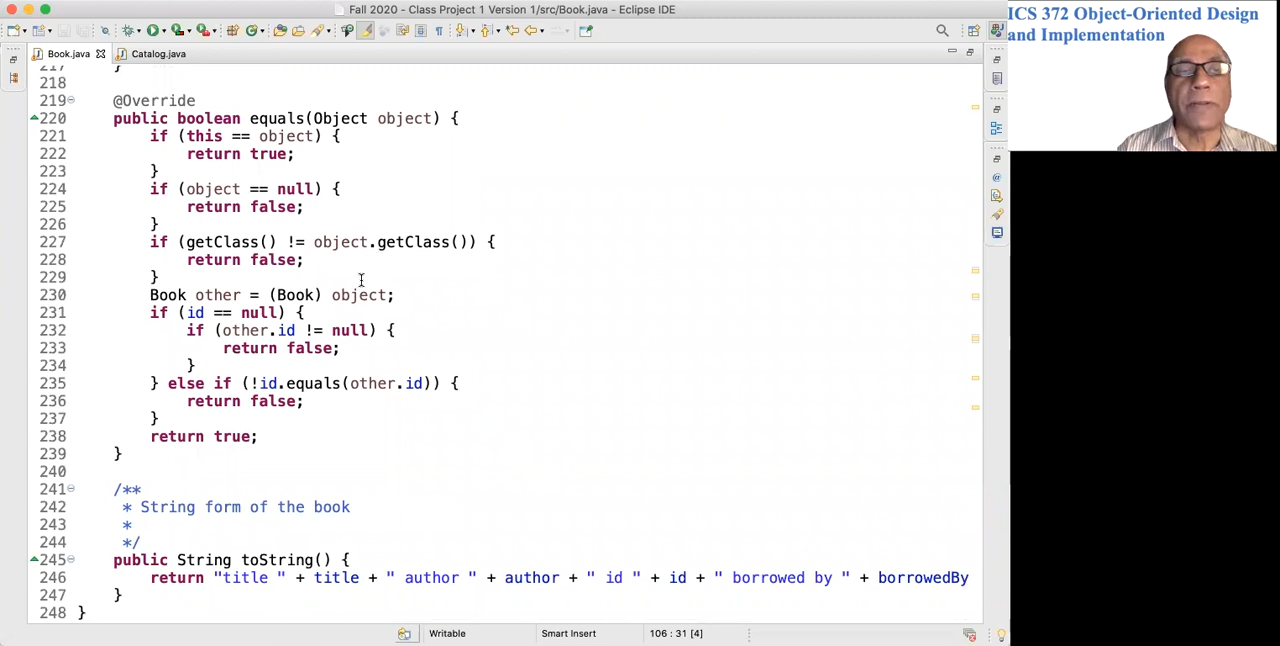 Fall 2020 - Class Project 1 Version 1/src/Book.java - Eclipse IDE
ICS 372 Object-Oriented Design
and Implementation
Book.java
Catalog.java
217 }
218
219 @Override
220 public boolean equals(Object object) {
221 if (this == object) {
222 return true;
223 }
224 if (object == null) {
225 return false;
226 }
227 if (getClass() != object.getClass()) {
228 return false;
229 }
230 Book other = (Book) object;
231 if (id == null) {
232 if (other.id != null) {
233 return false;
234 }
235 } else if (!id.equals(other.id)) {
236 return false;
237 }
238 return true;
239 }
240
241 /**
242 * String form of the book
243 *
244 */
245 public String toString() {
246 return "title " + title + " author " + author + " id " + id + " borrowed by " + borrowedBy
247 }
248 }
Writable
Smart Insert
106 : 31 [4]